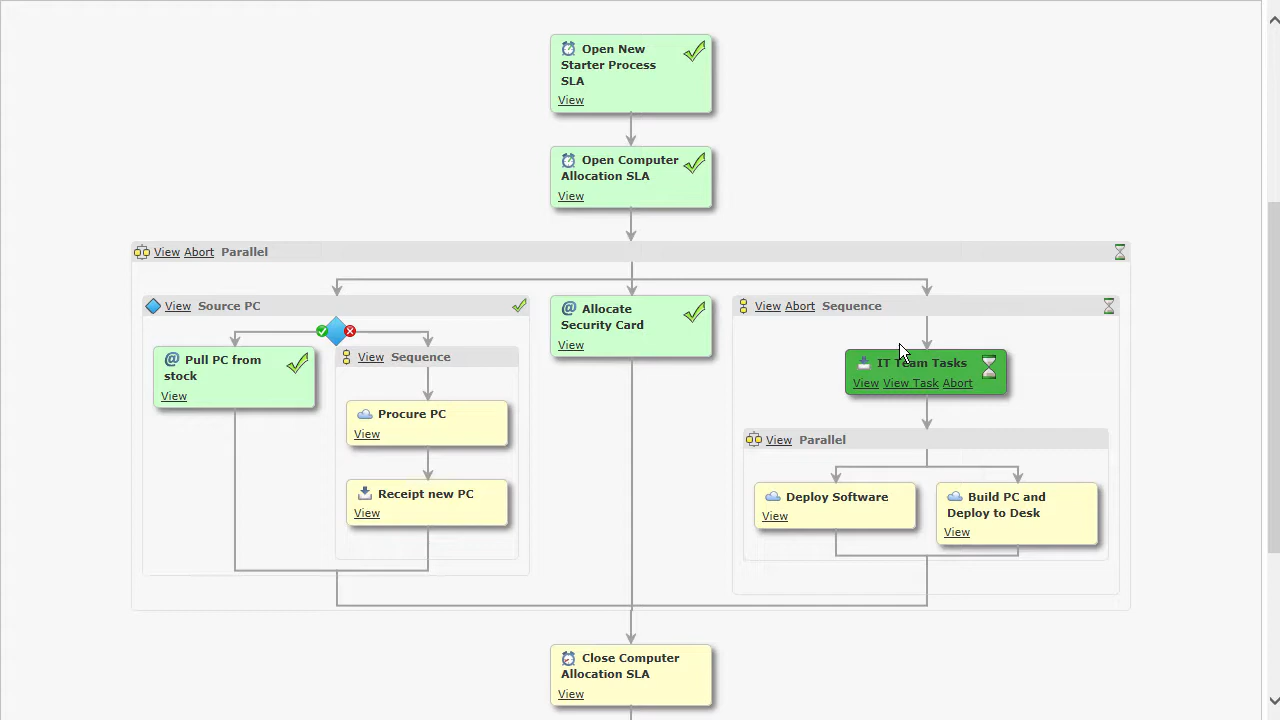 Open New
Starter Process
SLA
View
Open Computer
Allocation SLA
View
View Abort Parallel
View Source PC
Allocate
Security Card
View
View Abort Sequence
Pull PC from
stock
View
View Sequence
Procure PC
View
Receipt new PC
View
IT Team Tasks
View View Task Abort
View Parallel
Deploy Software
View
Build PC and
Deploy to Desk
View
Close Computer
Allocation SLA
View